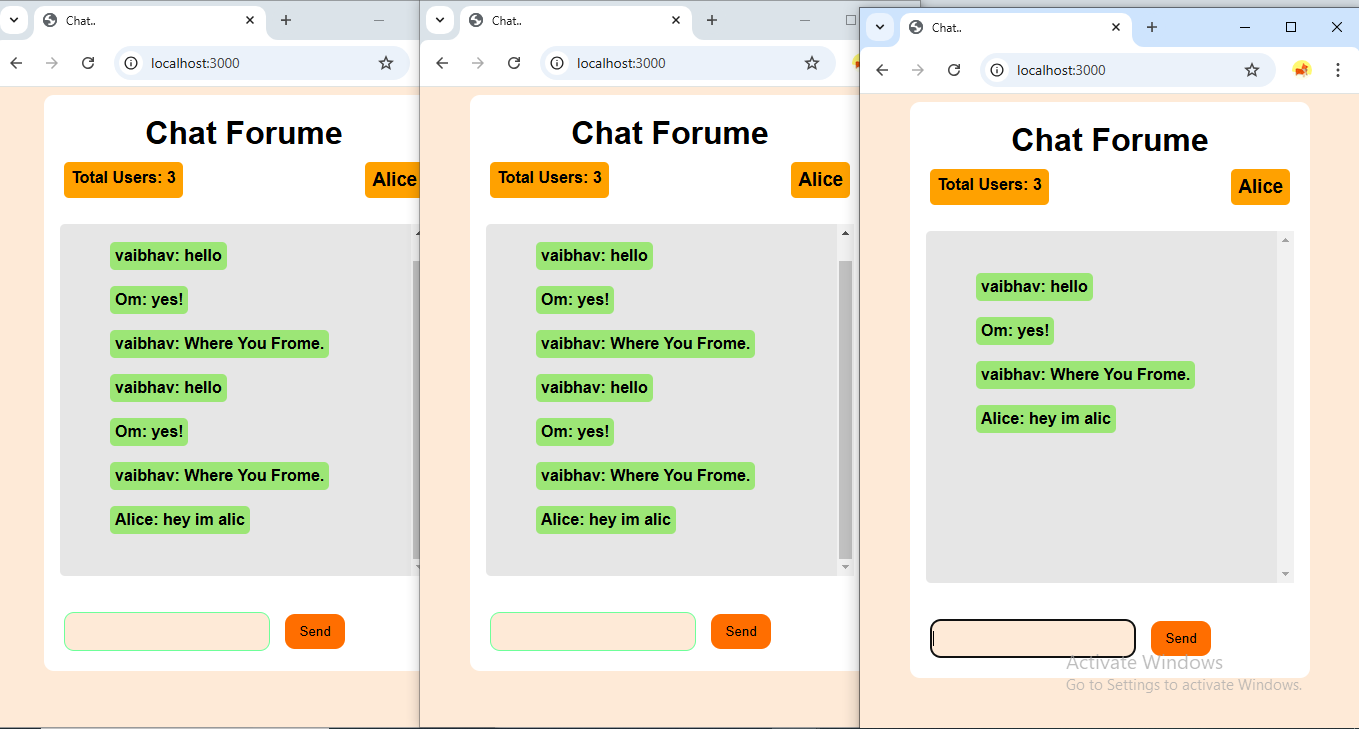 Chat..
localhost:3000
Chat Forume
Total Users: 3
Alice
vaibhav: hello
Om: yes!
vaibhav: Where You Frome.
vaibhav: hello
Om: yes!
vaibhav: Where You Frome.
Alice: hey im alic
Send
Chat..
localhost:3000
Chat Forume
Total Users: 3
Alice
vaibhav: hello
Om: yes!
vaibhav: Where You Frome.
vaibhav: hello
Om: yes!
vaibhav: Where You Frome.
Alice: hey im alic
Send
Chat..
localhost:3000
Chat Forume
Total Users: 3
Alice
vaibhav: hello
Om: yes!
vaibhav: Where You Frome.
Alice: hey im alic
Send
Activate Windows
Go to Settings to activate Windows.